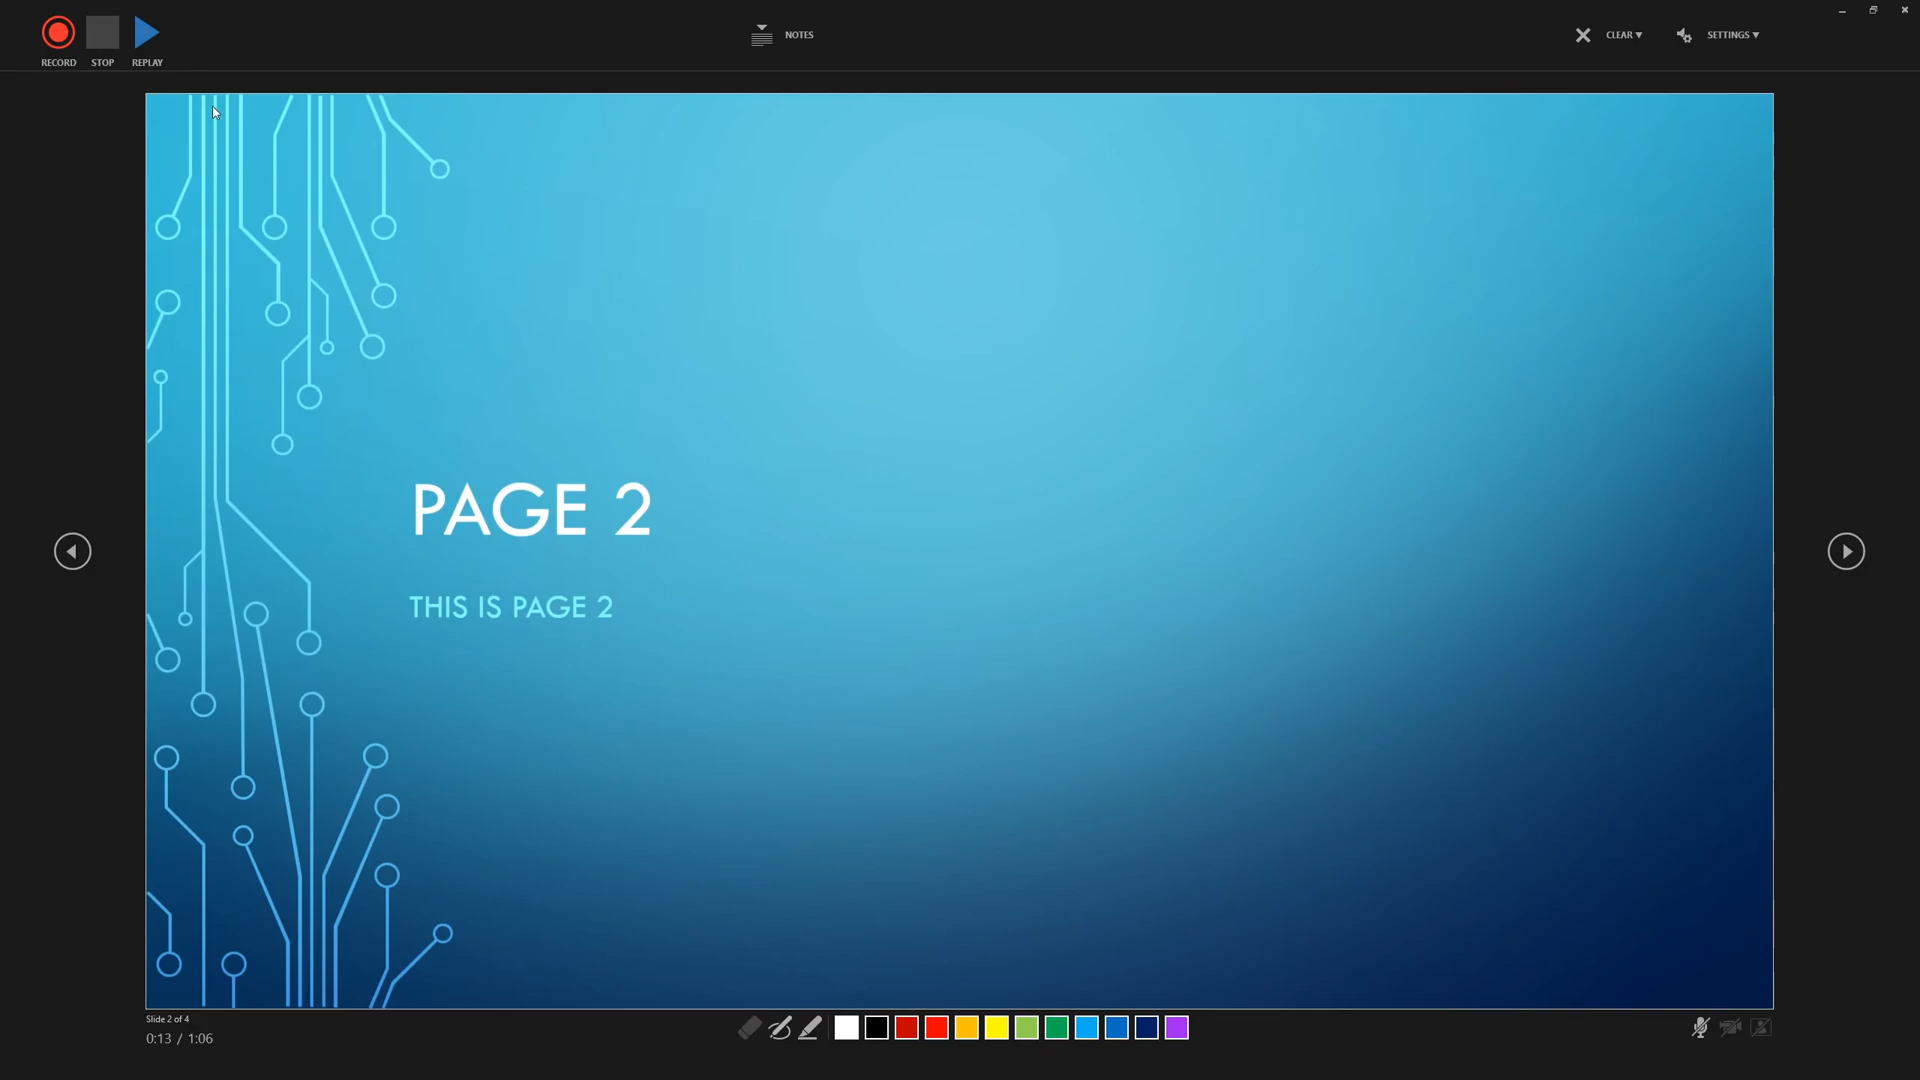 RECORD STOP REPLAY
NOTES
CLEAR
SETTINGS
PAGE 2
THIS IS PAGE 2
Slide 2 of 4
0:13 / 1:06